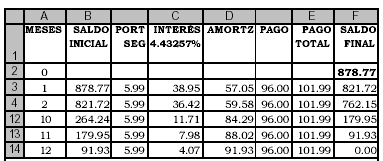 A B C D E F
MESES SALDO PORT INTERÉS AMORTZ PAGO PAGO SALDO
INICIAL SEG 4.43257% TOTAL FINAL
1
2 0 878.77
3 1 878.77 5.99 38.95 57.05 96.00 101.99 821.72
4 2 821.72 5.99 36.42 59.58 96.00 101.99 762.15
12 10 264.24 5.99 11.71 84.29 96.00 101.99 179.95
13 11 179.95 5.99 7.98 88.02 96.00 101.99 91.93
14 12 91.93 5.99 4.07 91.93 96.00 101.99 0.00